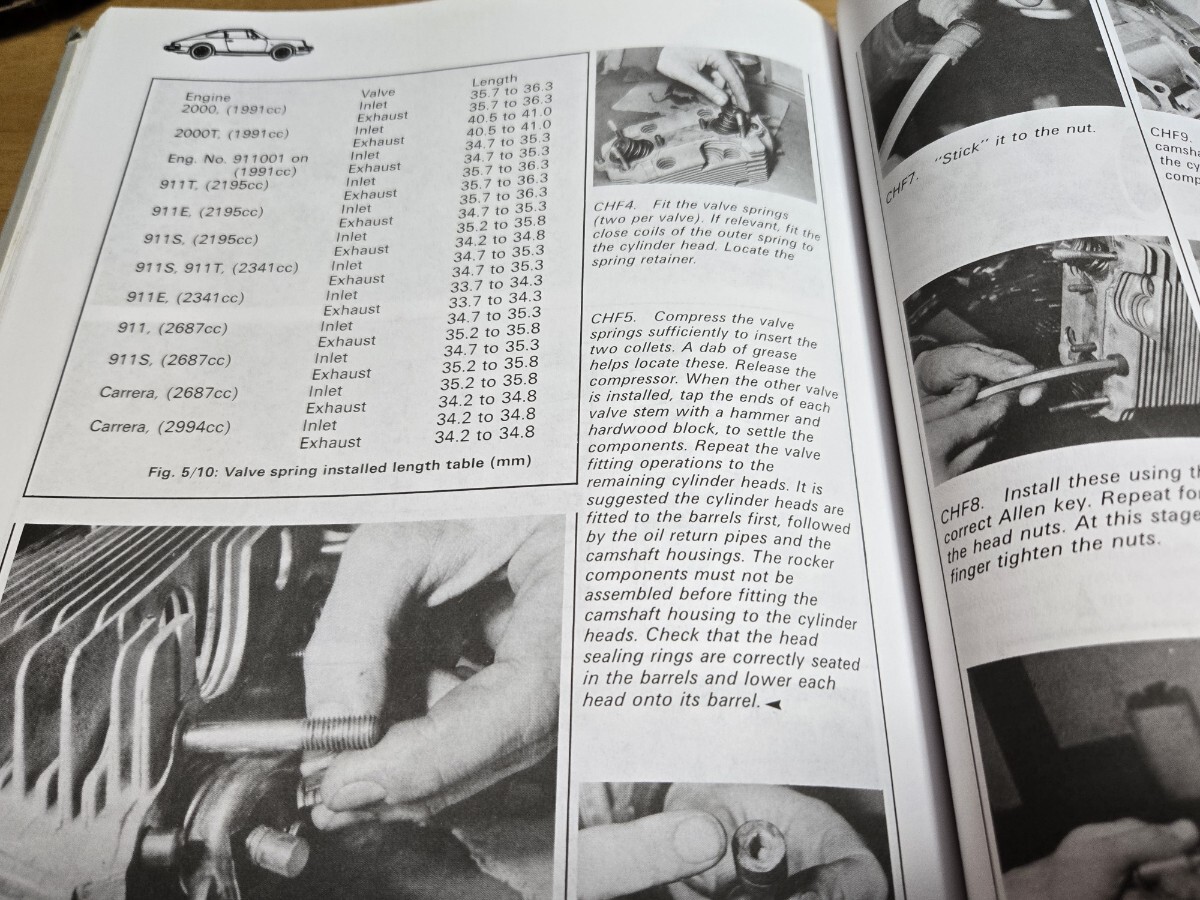 Engine Valve Length
2000, (1991cc) Inlet 35.7 to 36.3
Exhaust 35.7 to 36.3
2000T, (1991cc) Inlet 40.5 to 41.0
Exhaust 40.5 to 41.0
Eng. No. 911001 on Inlet 34.7 to 35.3
(1991cc) Exhaust 34.7 to 35.3
911T, (2195cc) Inlet 35.7 to 36.3
Exhaust 35.7 to 36.3
911E, (2195cc) Inlet 35.7 to 36.3
Exhaust 34.7 to 35.3
911S, (2195cc) Inlet 35.2 to 35.8
Exhaust 34.2 to 34.8
911S, 911T, (2341cc) Inlet 34.7 to 35.3
Exhaust 34.7 to 35.3
911E, (2341cc) Inlet 33.7 to 34.3
Exhaust 33.7 to 34.3
911, (2687cc) Inlet 34.7 to 35.3
Exhaust 35.2 to 35.8
911S, (2687cc) Inlet 34.7 to 35.3
Exhaust 35.2 to 35.8
Carrera, (2687cc) Inlet 35.2 to 35.8
Exhaust 34.2 to 34.8
Carrera, (2994cc) Inlet 34.2 to 34.8
Exhaust 34.2 to 34.8
Fig. 5/10: Valve spring installed length table (mm)
CHF4. Fit the valve springs
(two per valve). If relevant, fit the
close coils of the outer spring to
the cylinder head. Locate the
spring retainer.
CHF5. Compress the valve
springs sufficiently to insert the
two collets. A dab of grease
helps locate these. Release the
compressor. When the other valve
is installed, tap the ends of each
valve stem with a hammer and
hardwood block, to settle the
components. Repeat the valve
fitting operations to the
remaining cylinder heads. It is
suggested the cylinder heads are
fitted to the barrels first, followed
by the oil return pipes and the
camshaft housings. The rocker
components must not be
assembled before fitting the
camshaft housing to the cylinder
heads. Check that the head
sealing rings are correctly seated
in the barrels and lower each
head onto its barrel.
CHF7. "Stick" it to the nut.
CHF8. Install these using
correct Allen key. Repeat
the head nuts. At this stage
finger tighten the nuts.
CHF9.
the